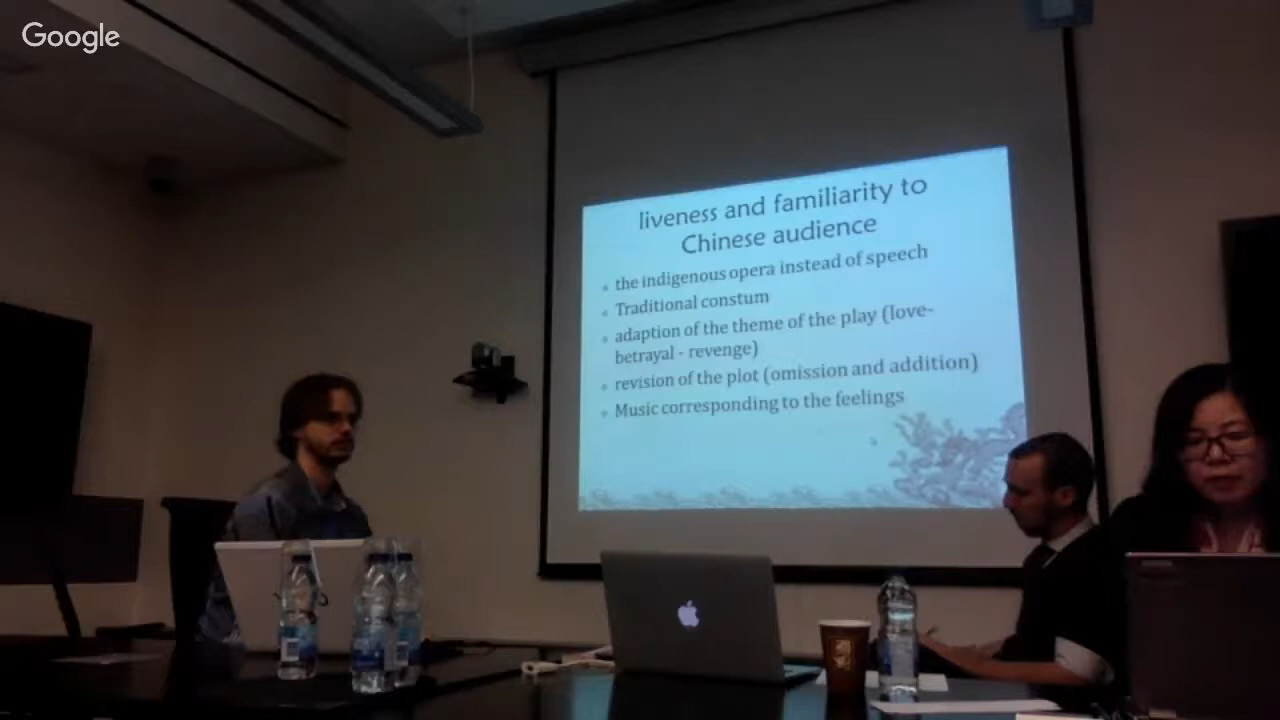 Google
liveness and familiarity to
Chinese audience
the indigenous opera instead of speech
Traditional constum
adaption of the theme of the play (love-
betrayal - revenge)
revision of the plot (omission and addition)
Music corresponding to the feelings